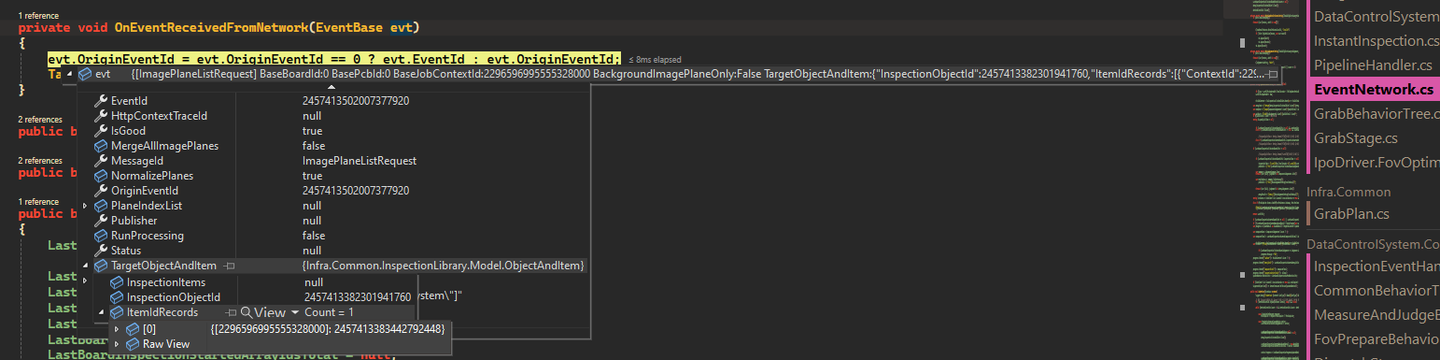 1 reference
private void OnEventReceivedFromNetwork(EventBase evt)
{
evt.OriginEventId = evt.OriginEventId == 0 ? evt.EventId : evt.OriginEventId; ≤ 8ms elapsed
Ta
evt {[ImagePlaneListRequest] BaseBoardId:0 BasePcbId:0 BaseJobContextId:2296596995555328000 BackgroundImagePlaneOnly:False TargetObjectAndItem:{"InspectionObjectId":2457413382301941760,"ItemIdRecords":[{"ContextId":229...
}
EventId 2457413502007377920
HttpContextTraceId null
2 references
IsGood true
public b
MergeAllImagePlanes false
2 references
MessageId ImagePlaneListRequest
public b
NormalizePlanes true
OriginEventId 2457413502007377920
1 reference
PlaneIndexList null
public b
Publisher null
{
RunProcessing false
Last
Status null
TargetObjectAndItem {Infra.Common.InspectionLibrary.Model.ObjectAndItem}
Last
InspectionItems null
Last
InspectionObjectId 2457413382301941760 ystem\"]"
Last
ItemIdRecords View Count = 1
Last
[0] {[2296596995555328000]: 2457413383442792448}
LastBoa
Raw View
LastBoardInspectionStartedArrayIdsTotal = null;
DataControlSystem
InstantInspection.cs
PipelineHandler.cs
EventNetwork.cs
GrabBehaviorTree.c
GrabStage.cs
IpoDriver.FovOptim
Infra.Common
GrabPlan.cs
DataControlSystem.Co
InspectionEventHan
CommonBehaviorT
MeasureAndJudgeB
FovPrepareBehavio